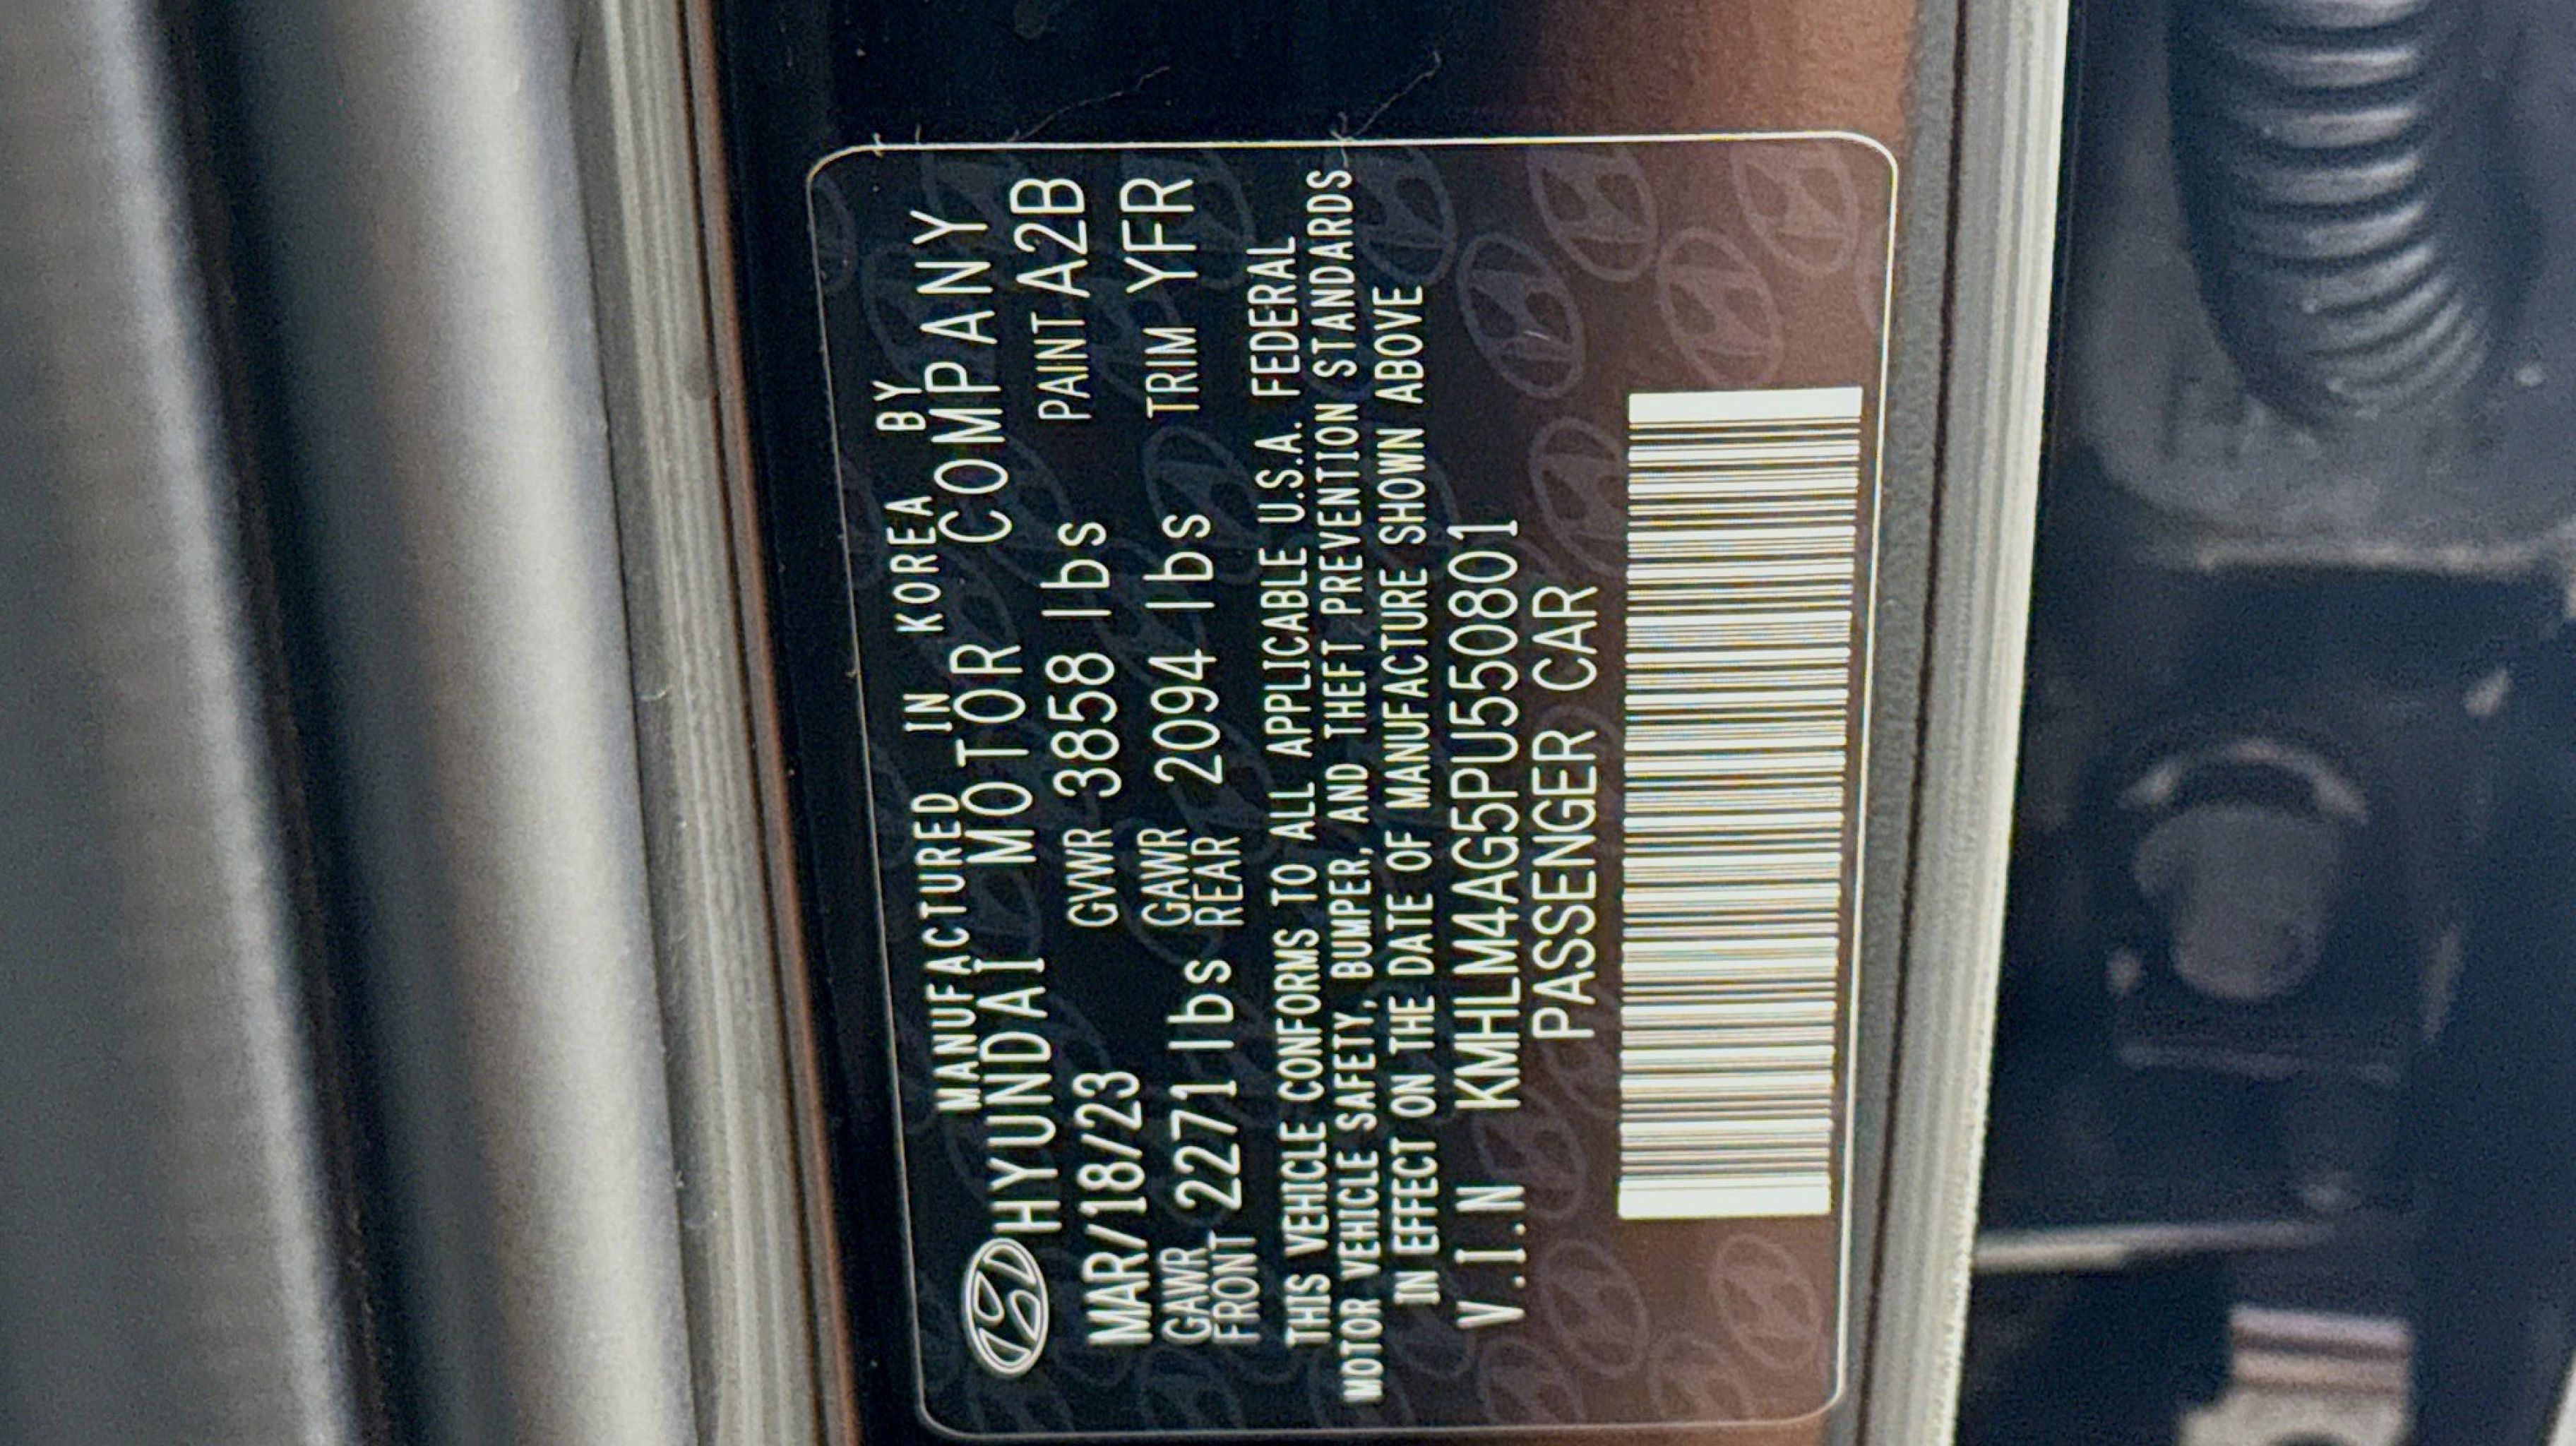 MANUFACTURED IN KOREA BY
HYUNDAI MOTOR COMPANY
MAR/18/23 GVWR 3858 lbs PAINT A2B
GAWR FRONT 2271 lbs GAWR REAR 2094 lbs TRIM YFR
THIS VEHICLE CONFORMS TO ALL APPLICABLE U.S.A. FEDERAL
MOTOR VEHICLE SAFETY, BUMPER, AND THEFT PREVENTION STANDARDS
IN EFFECT ON THE DATE OF MANUFACTURE SHOWN ABOVE
V.I.N KMHLM4AG5PU550801
PASSENGER CAR